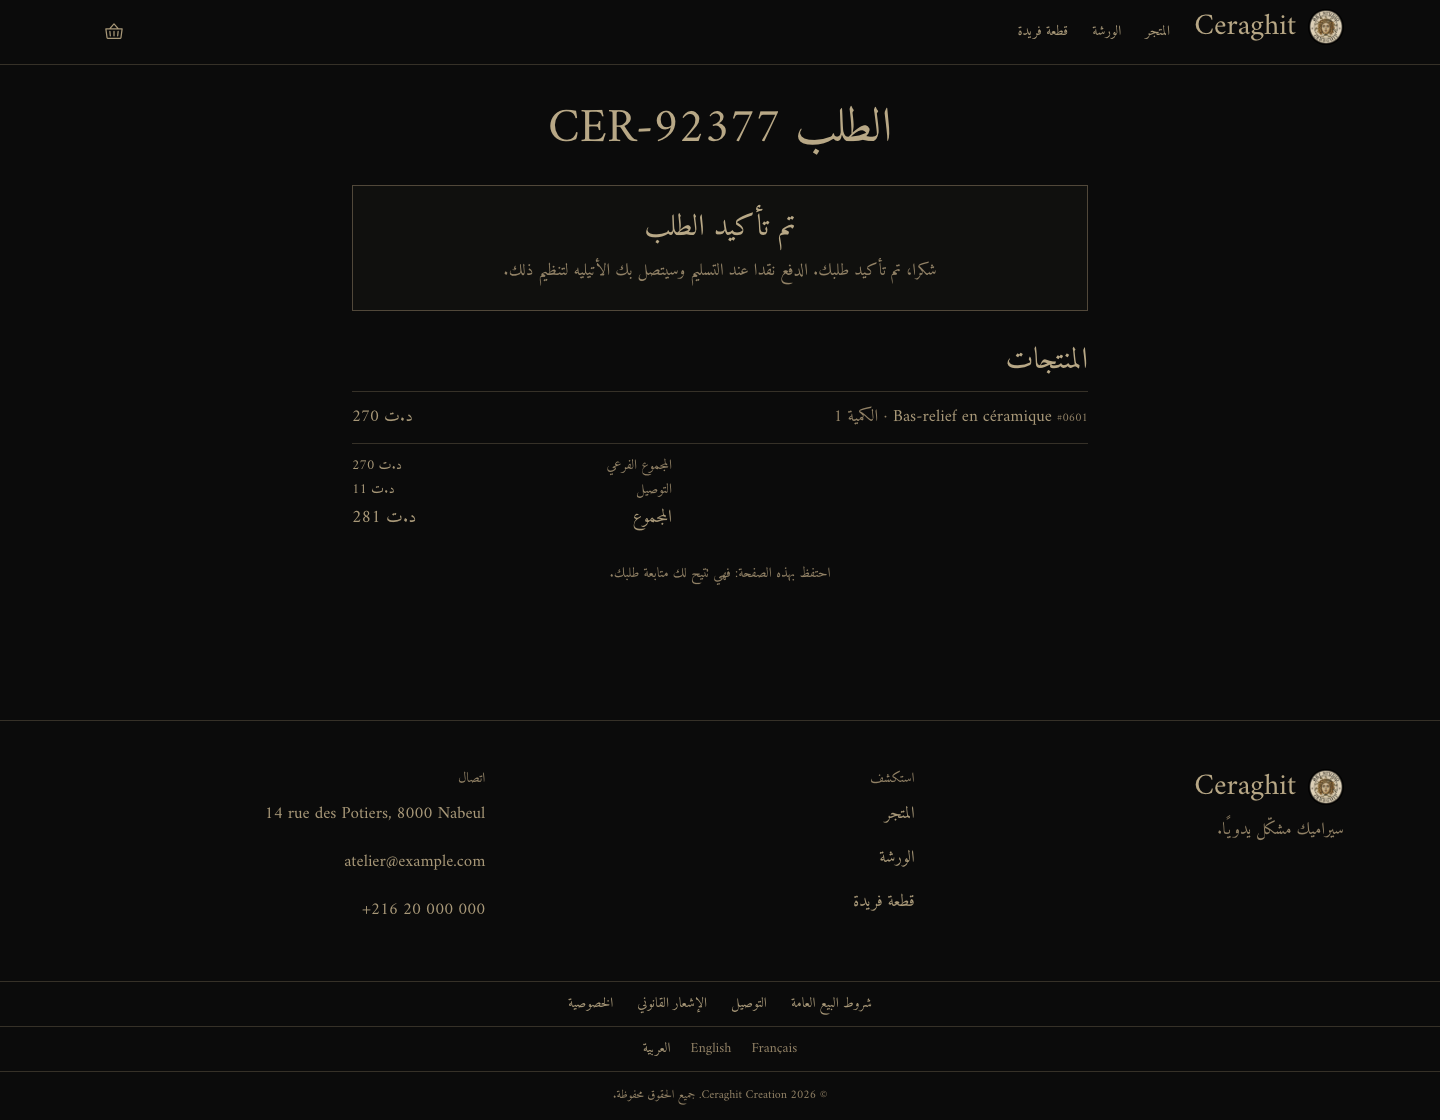 Ceraghit
المتجر
الورشة
قطعة فريدة
الطلب CER-92377
تم تأكيد الطلب
شكرا، تم تأكيد طلبك. الدفع نقدا عند التسليم وسيتصل بك الأتيليه لتنظيم ذلك.
المنتجات
#0601 Bas-relief en céramique · الكمية 1
270 د.ت
المجموع الفرعي
270 د.ت
التوصيل
11 د.ت
المجموع
281 د.ت
احتفظ بهذه الصفحة: فهي تتيح لك متابعة طلبك.
Ceraghit
سيراميك مشكّل يدويًا.
استكشف
المتجر
الورشة
قطعة فريدة
اتصال
14 rue des Potiers, 8000 Nabeul
atelier@example.com
+216 20 000 000
شروط البيع العامة
التوصيل
الإشعار القانوني
الخصوصية
Français
English
العربية
© 2026 Ceraghit Creation. جميع الحقوق محفوظة.